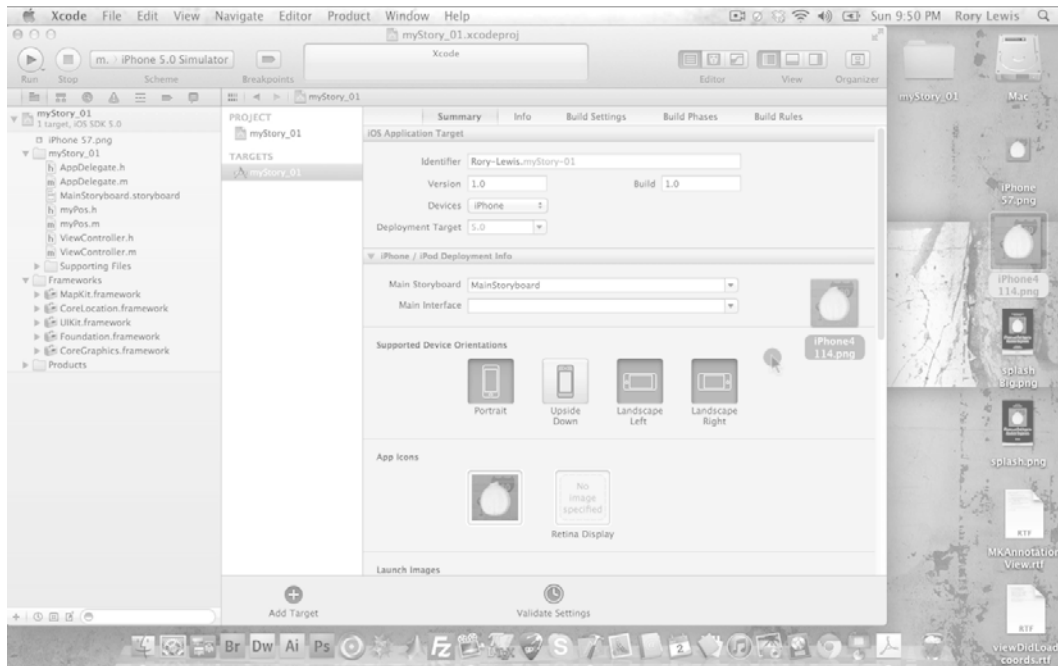 Xcode File Edit View Navigate Editor Product Window Help Sun 9:50 PM Rory Lewis
myStory_01.xcodeproj
m. iPhone 5.0 Simulator
Xcode
Run Stop Scheme Breakpoints Editor View Organizer
myStory_01
myStory_01
1 target, iOS SDK 5.0
iPhone 57.png
myStory_01
AppDelegate.h
AppDelegate.m
MainStoryboard.storyboard
myPos.h
myPos.m
ViewController.h
ViewController.m
Supporting Files
Frameworks
MapKit.framework
CoreLocation.framework
UIKit.framework
Foundation.framework
CoreGraphics.framework
Products
PROJECT
myStory_01
TARGETS
myStory_01
Summary Info Build Settings Build Phases Build Rules
iOS Application Target
Identifier Rory-Lewis.myStory-01
Version 1.0 Build 1.0
Devices iPhone
Deployment Target 5.0
iPhone / iPod Deployment Info
Main Storyboard MainStoryboard
Main Interface
iPhone4
114.png
Supported Device Orientations
Portrait
Upside
Down
Landscape
Left
Landscape
Right
App Icons
No
image
specified
Retina Display
Launch Images
Add Target
Validate Settings
myStory_01
Mac
iPhone
57.png
iPhone4
114.png
splash
Big.png
splash.png
RTF
MKAnnotation
View.rtf
RTF
viewDidLoad
coords.rtf
Br Dw Ai Ps